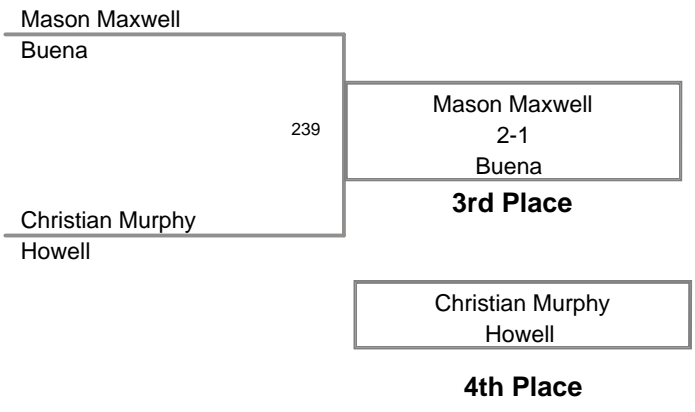 Mason Maxwell
Buena
239
Mason Maxwell
2-1
Buena
3rd Place
Christian Murphy
Howell
Christian Murphy
Howell
4th Place